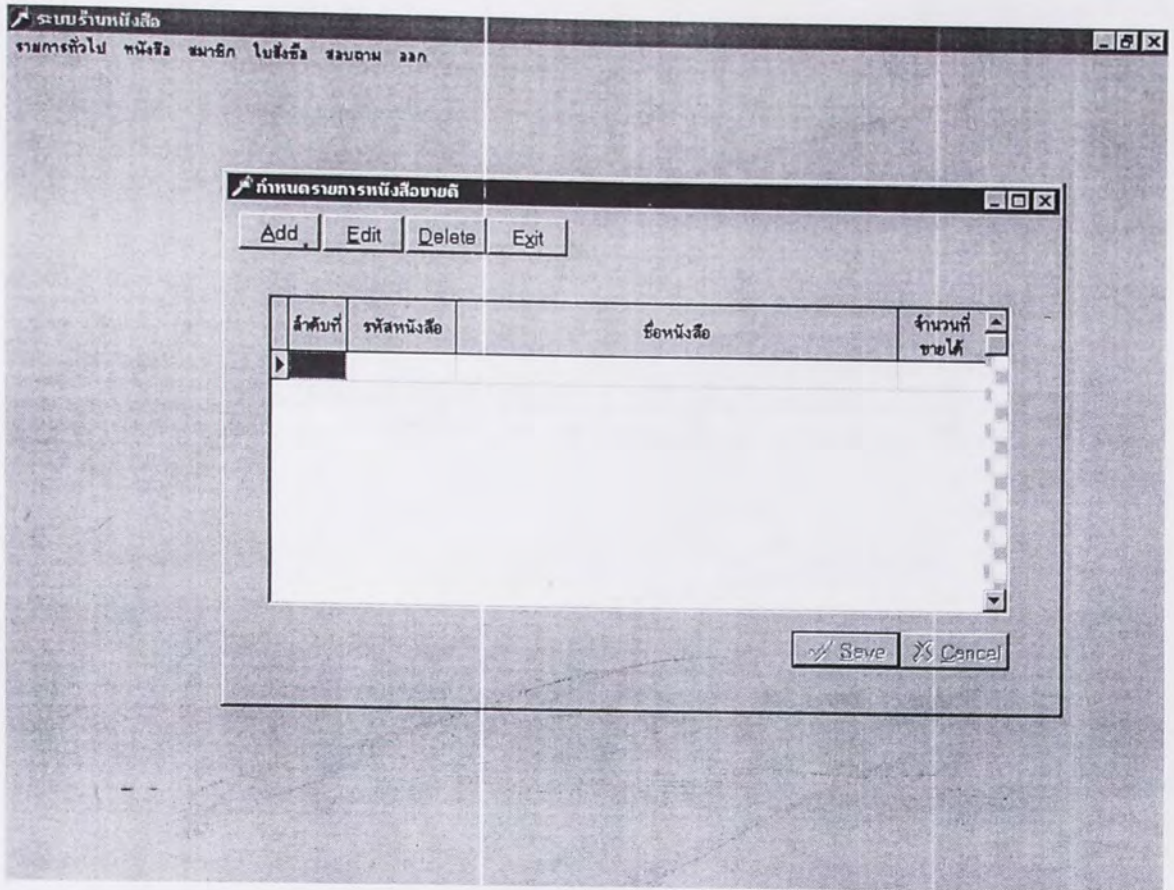 ระบบร้านหนังสือ
รายการทั่วไป หนังสือ สมาชิก ใบสั่งซื้อ สอบถาม ออก
กำหนดรายการหนังสือขายดี
Add Edit Delete Exit
ลำดับที่ รหัสหนังสือ ชื่อหนังสือ จำนวนที่
ขายได้
Save Cancel